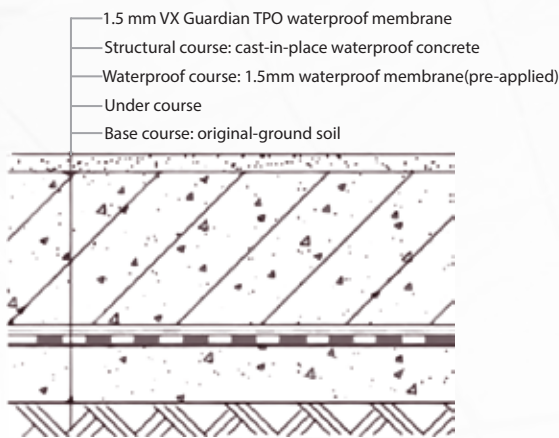 1.5 mm VX Guardian TPO waterproof membrane
Structural course: cast-in-place waterproof concrete
Waterproof course: 1.5mm waterproof membrane(pre-applied)
Under course
Base course: original-ground soil